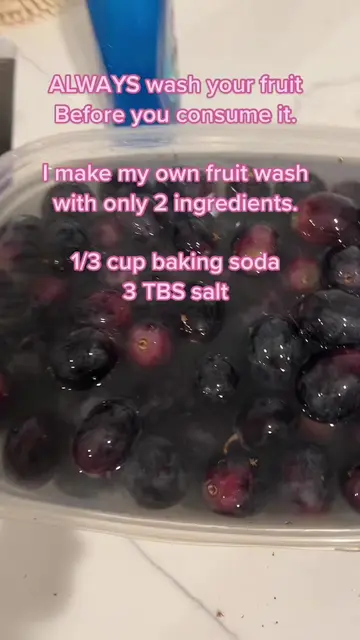 ALWAYS wash your fruit
Before you consume it.
I make my own fruit wash
with only 2 ingredients.
1/3 cup baking soda
3 TBS salt